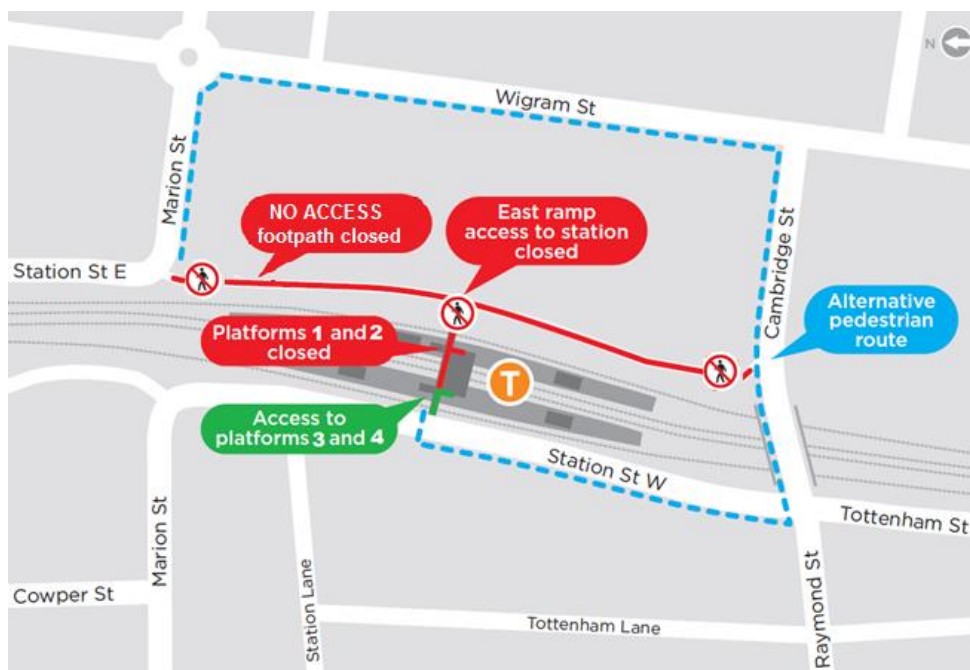 N
Wigram St
Marion St
NO ACCESS
footpath closed
East ramp
access to station
closed
Cambridge St
Station St E
Alternative
pedestrian
route
Platforms 1 and 2
closed
T
Access to
platforms 3 and 4
Station St W
Tottenham St
Marion St
Station Lane
Cowper St
Tottenham Lane
Raymond St